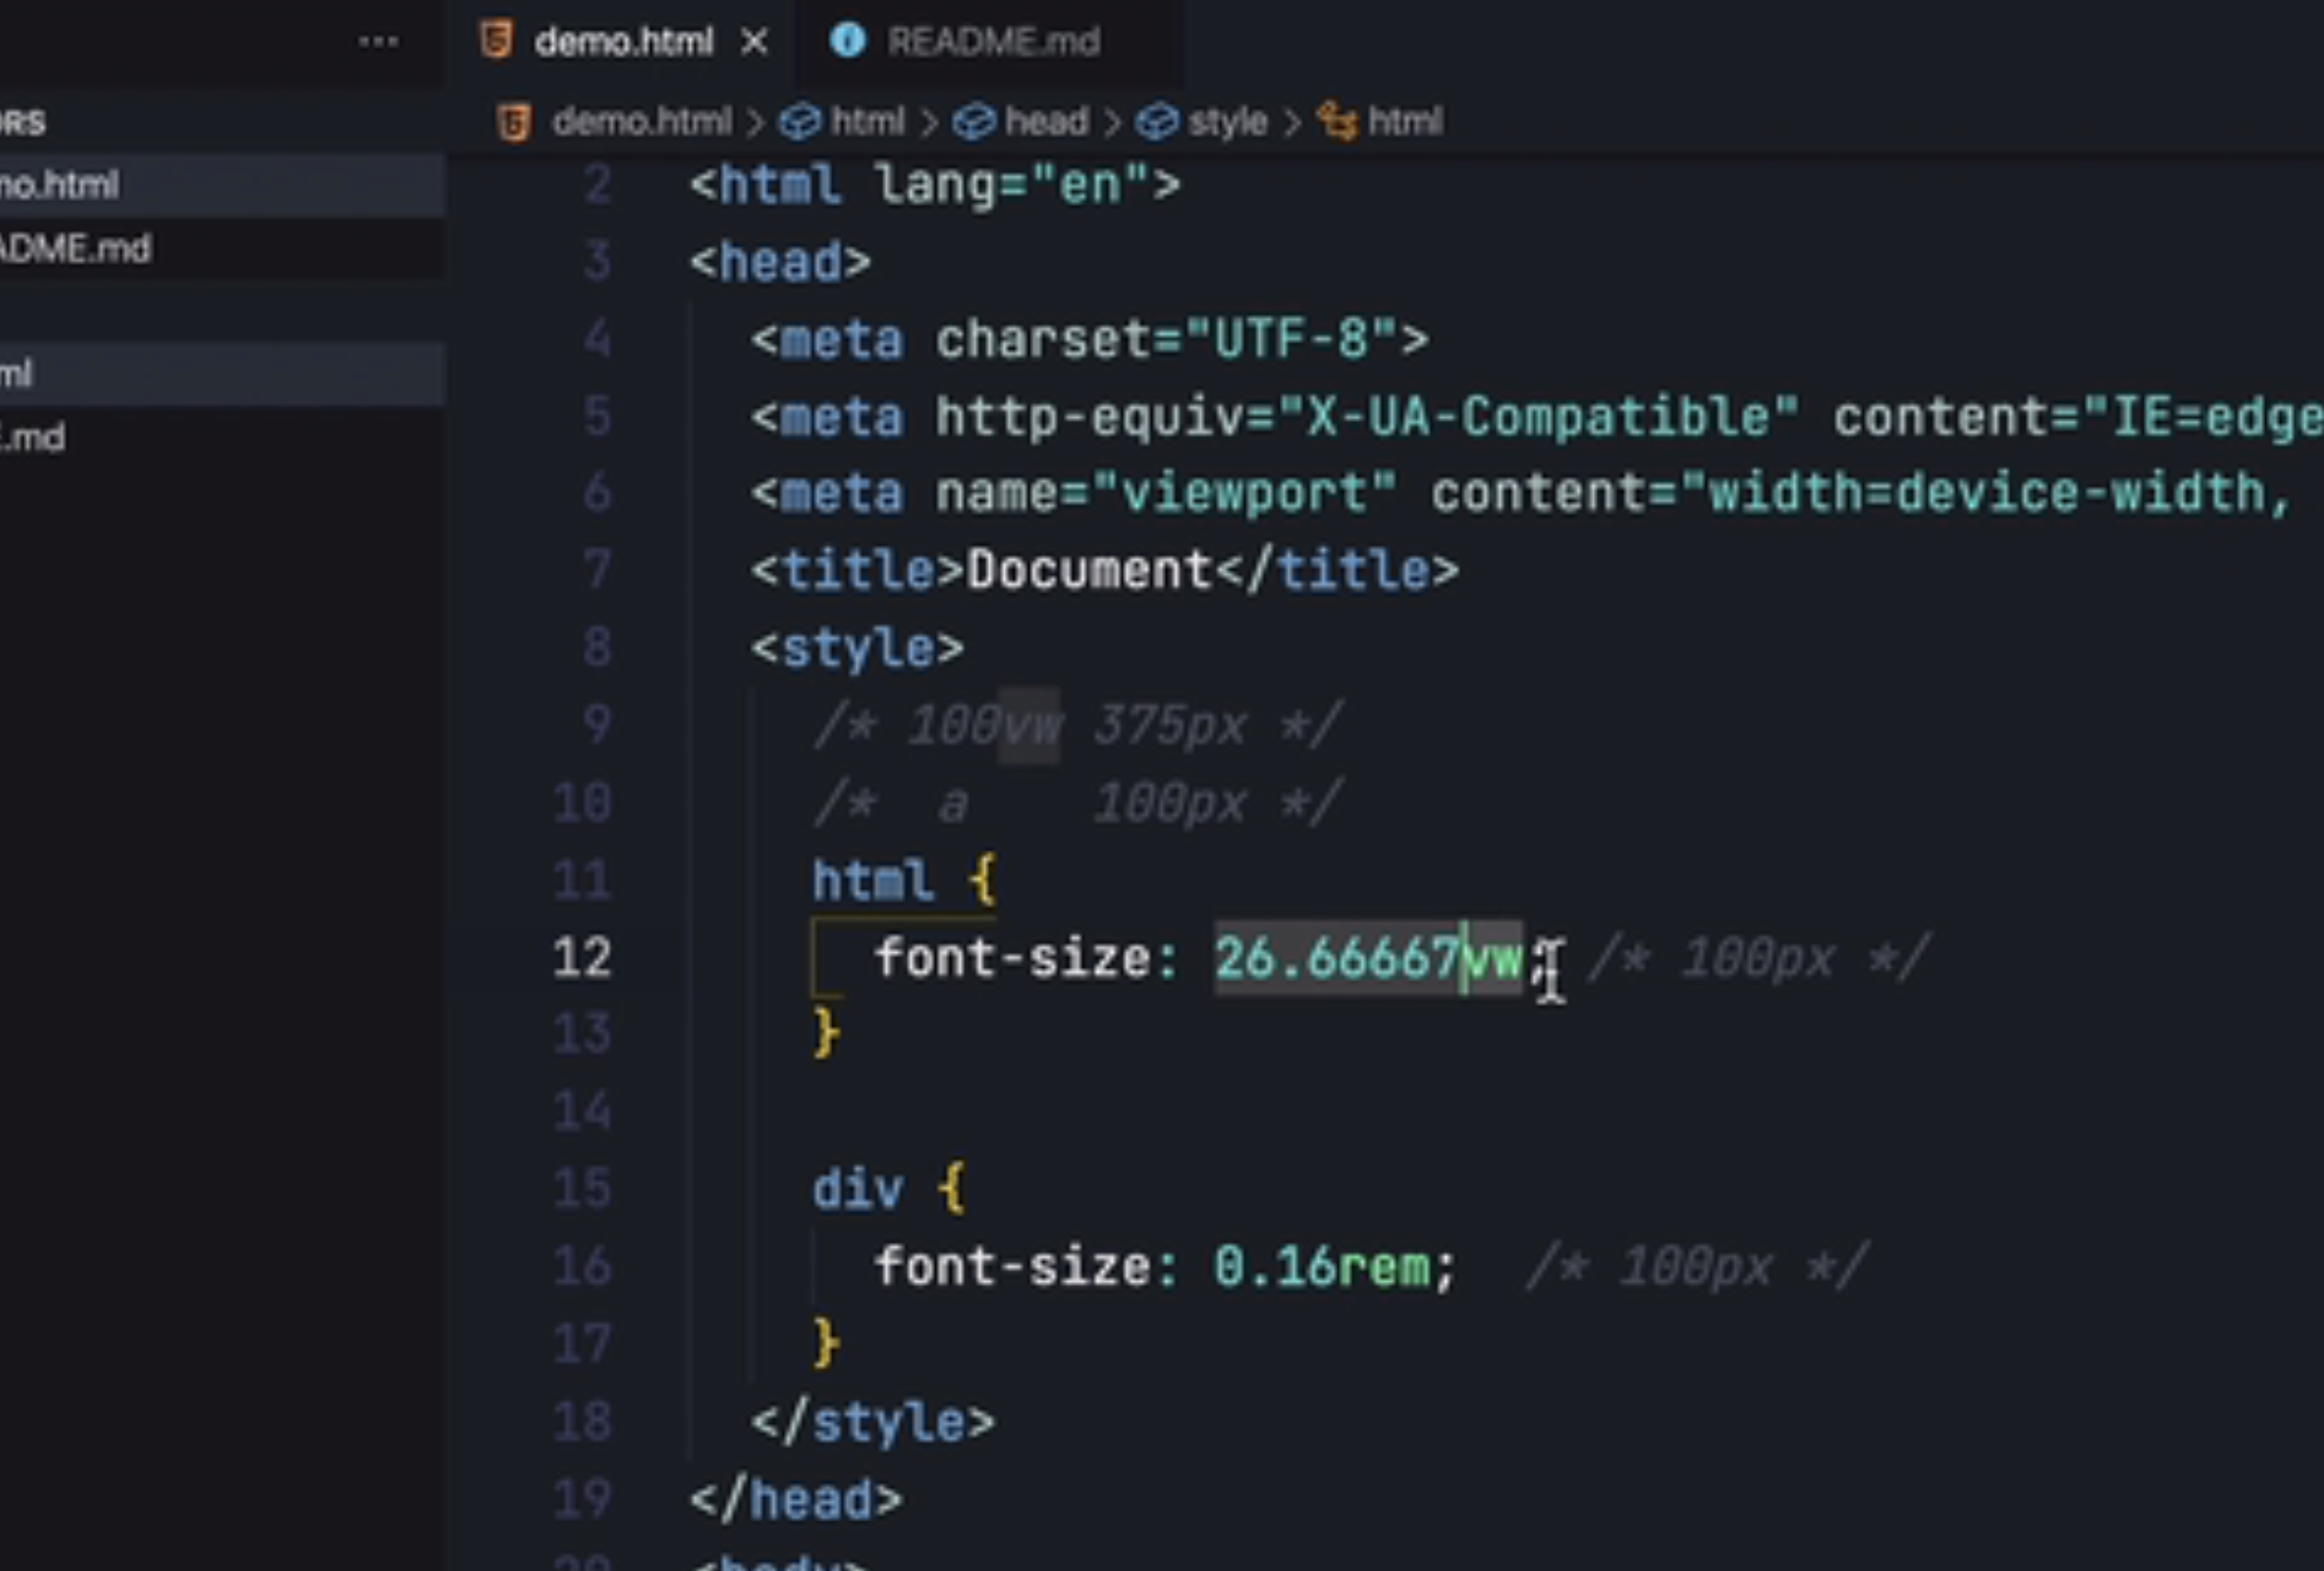 ··· demo.html × README.md
ORS demo.html > html > head > style > html
mo.html
ADME.md
ml
E.md
2 <html lang="en">
3 <head>
4 <meta charset="UTF-8">
5 <meta http-equiv="X-UA-Compatible" content="IE=edge
6 <meta name="viewport" content="width=device-width,
7 <title>Document</title>
8 <style>
9 /* 100vw 375px */
10 /*  a    100px */
11 html {
12 font-size: 26.66667vw; /* 100px */
13 }
14
15 div {
16 font-size: 0.16rem;  /* 100px */
17 }
18 </style>
19 </head>
20 <body>